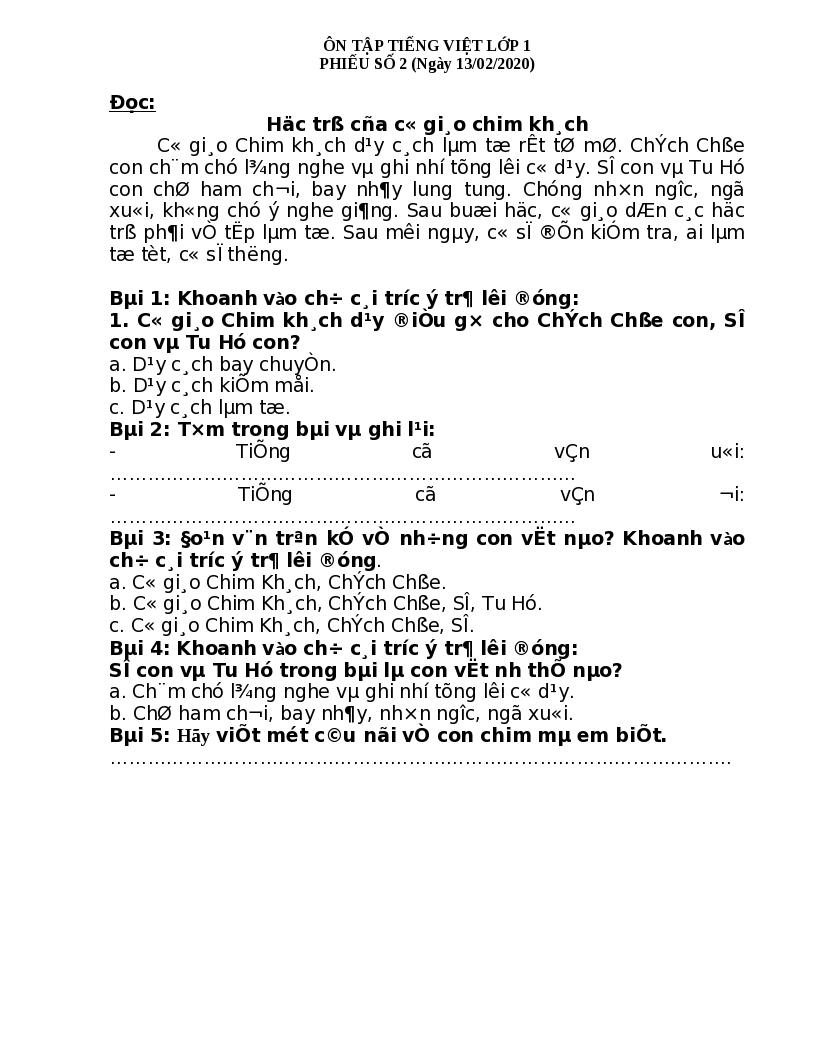 ÔN TẬP TIẾNG VIỆT LỚP 1
PHIẾU SỐ 2 (Ngày 13/02/2020)
Đọc:
Häc trß cña c« gi¸o chim kh¸ch
C« gi¸o Chim kh¸ch d¹y c¸ch lµm tæ rÊt tØ mØ. ChÝch Chße
con ch¨m chó l¾ng nghe vµ ghi nhí tõng lêi c« d¹y. SÎ con vµ Tu Hó
con chØ ham ch¬i, bay nh¶y lung tung. Chóng nh×n ngîc, ngã
xu«i, kh«ng chó ý nghe gi¶ng. Sau buæi häc, c« gi¸o dÆn c¸c häc
trß ph¶i vÒ tËp lµm tæ. Sau mêi ngµy, c« sÏ ®Õn kiÓm tra, ai lµm
tæ tèt, c« sÏ thëng.
Bµi 1: Khoanh vào ch÷ c¸i tríc ý tr¶ lêi ®óng:
1. C« gi¸o Chim kh¸ch d¹y ®iÒu g× cho ChÝch Chße con, SÎ
con vµ Tu Hó con?
a. D¹y c¸ch bay chuyÒn.
b. D¹y c¸ch kiÕm måi.
c. D¹y c¸ch lµm tæ.
Bµi 2: T×m trong bµi vµ ghi l¹i:
- TiÕng cã vÇn u«i:
…………………………………………………………………
- TiÕng cã vÇn ¬i:
…………………………………………………………………
Bµi 3: §o¹n v¨n trªn kÓ vÒ nh÷ng con vËt nµo? Khoanh vào
ch÷ c¸i tríc ý tr¶ lêi ®óng.
a. C« gi¸o Chim Kh¸ch, ChÝch Chße.
b. C« gi¸o Chim Kh¸ch, ChÝch Chße, SÎ, Tu Hó.
c. C« gi¸o Chim Kh¸ch, ChÝch Chße, SÎ.
Bµi 4: Khoanh vào ch÷ c¸i tríc ý tr¶ lêi ®óng:
SÎ con vµ Tu Hó trong bµi lµ con vËt nh thÕ nµo?
a. Ch¨m chó l¾ng nghe vµ ghi nhí tõng lêi c« d¹y.
b. ChØ ham ch¬i, bay nh¶y, nh×n ngîc, ngã xu«i.
Bµi 5: Hãy viÕt mét c©u nãi vÒ con chim mµ em biÕt.
……………………………………………………………………………………….